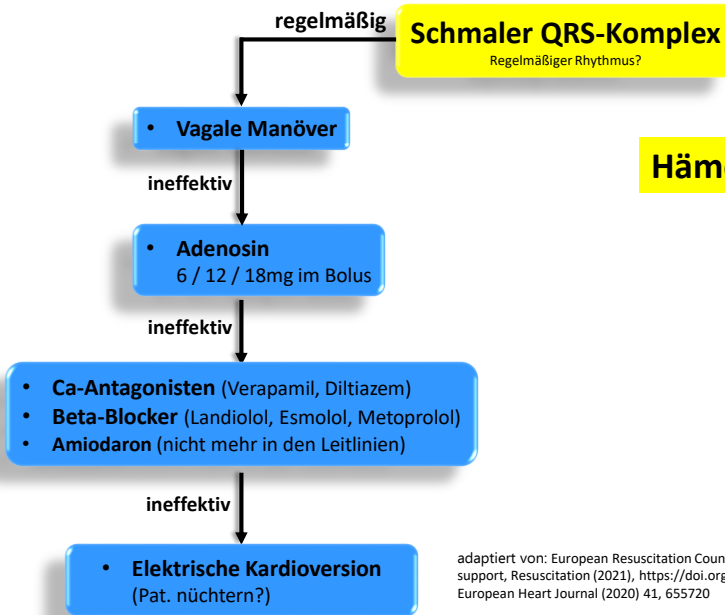 regelmäßig
Schmaler QRS-Komplex
Regelmäßiger Rhythmus?
• Vagale Manöver
ineffektiv
• Adenosin
6 / 12 / 18mg im Bolus
ineffektiv
• Ca-Antagonisten (Verapamil, Diltiazem)
• Beta-Blocker (Landiolol, Esmolol, Metoprolol)
• Amiodaron (nicht mehr in den Leitlinien)
ineffektiv
• Elektrische Kardioversion
(Pat. nüchtern?)
adaptiert von: European Resuscitation
support, Resuscitation (2021), https://doi.org
European Heart Journal (2020) 41, 655720